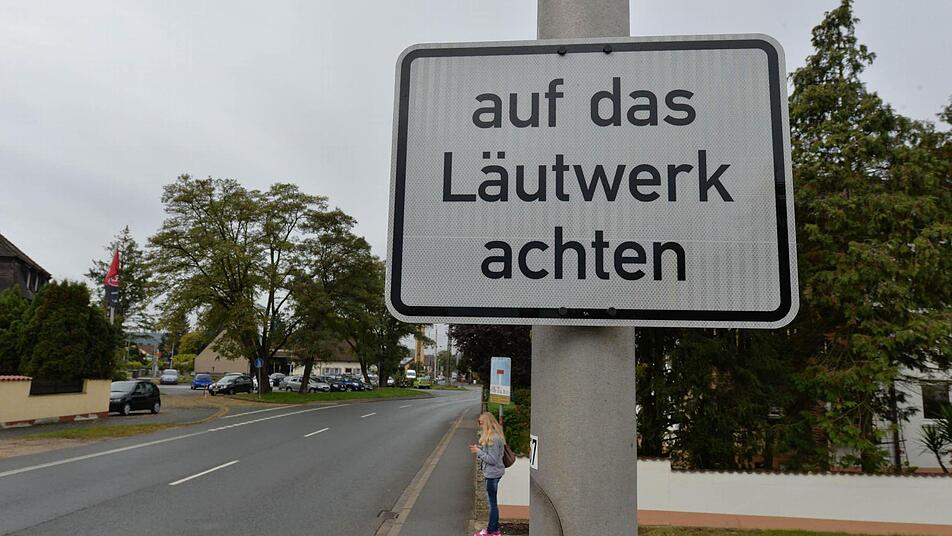 auf das
Läutwerk
achten
7